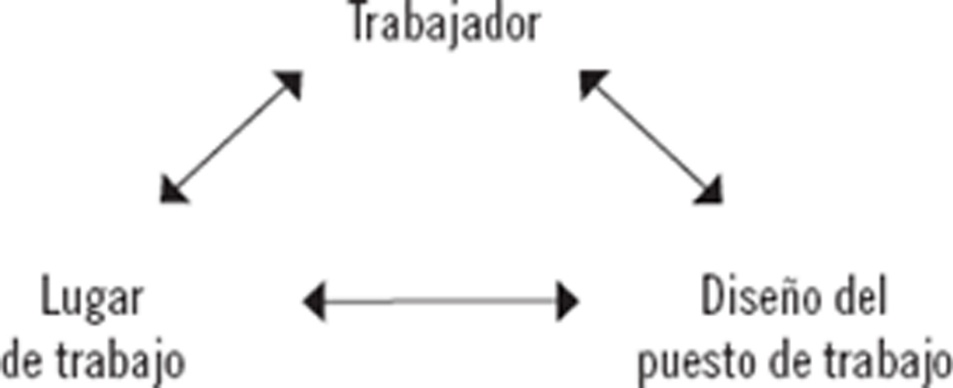 Trabajador
Lugar
de trabajo
Diseño del
puesto de trabajo